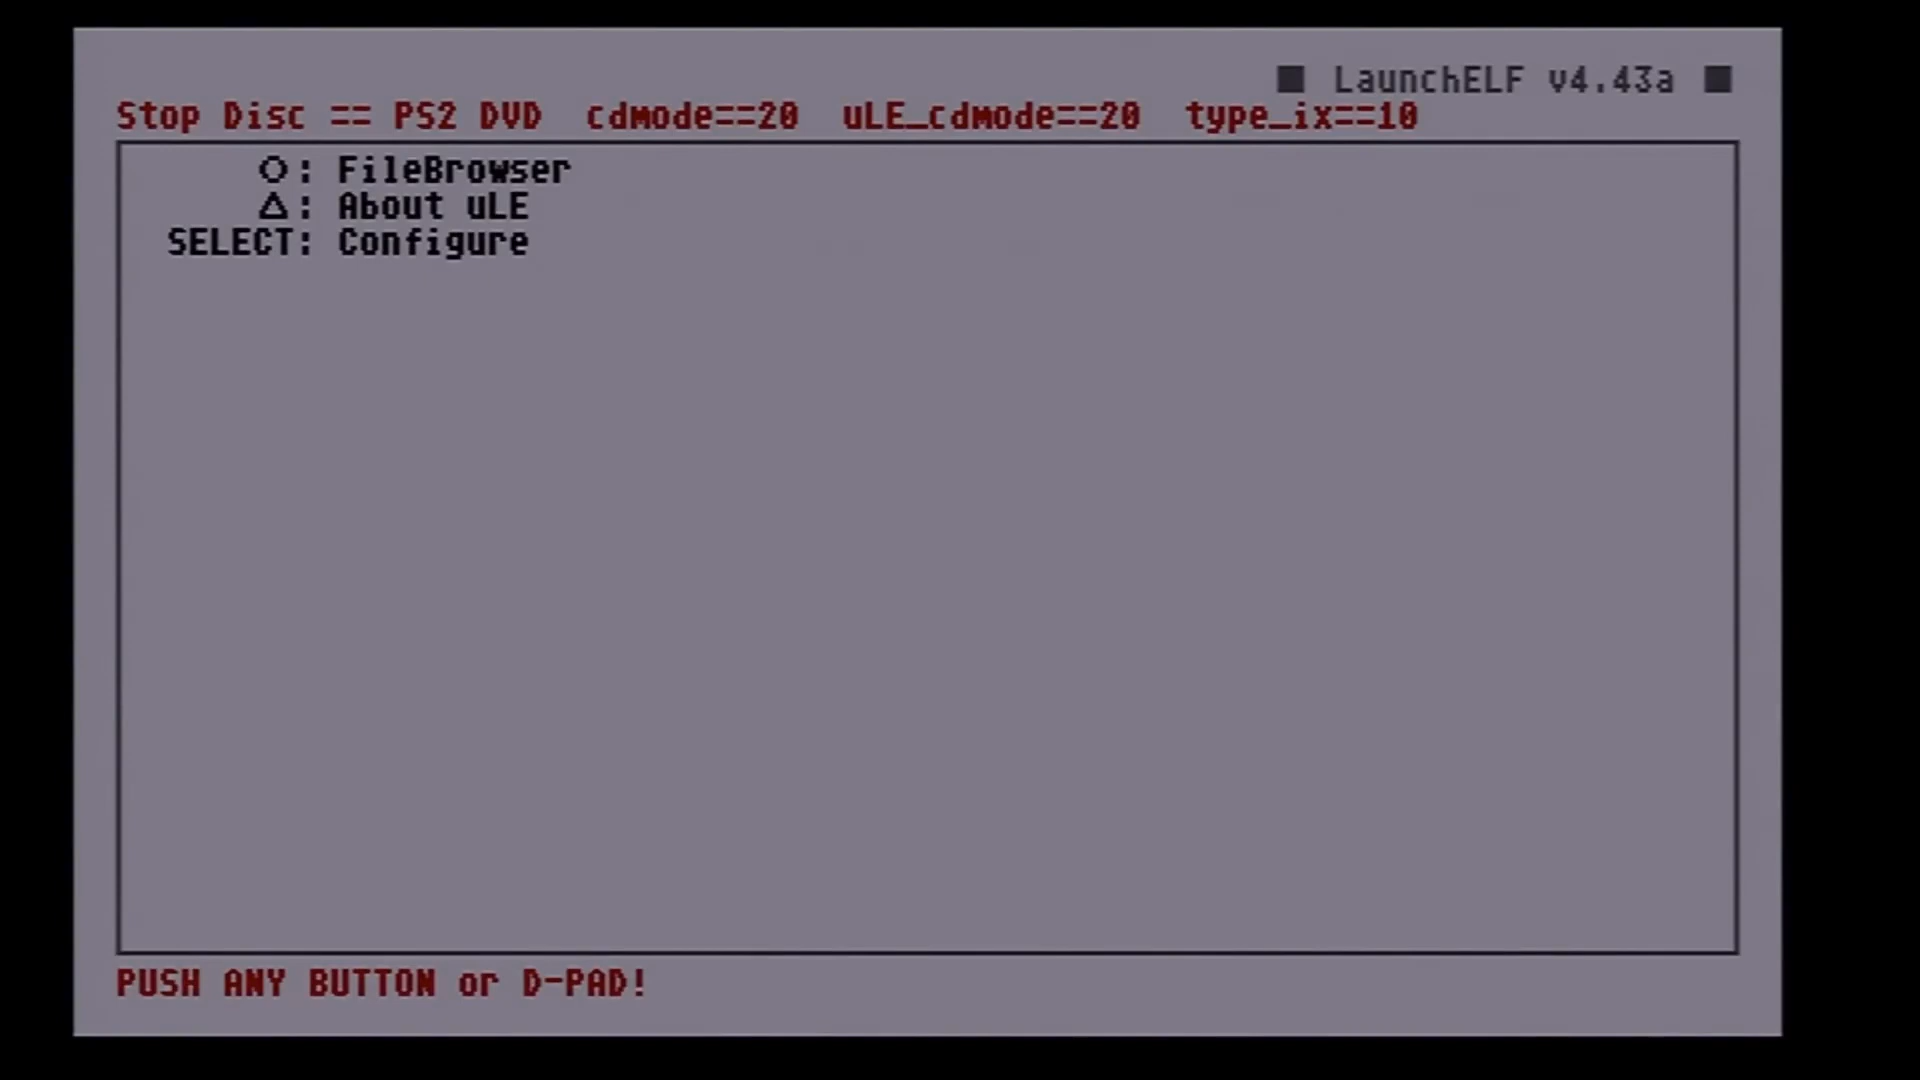 ■ LaunchELF v4.43a ■
Stop Disc == PS2 DVD  cdmode==20  uLE_cdmode==20  type_ix==10
○: FileBrowser
△: About uLE
SELECT: Configure
PUSH ANY BUTTON or D-PAD!